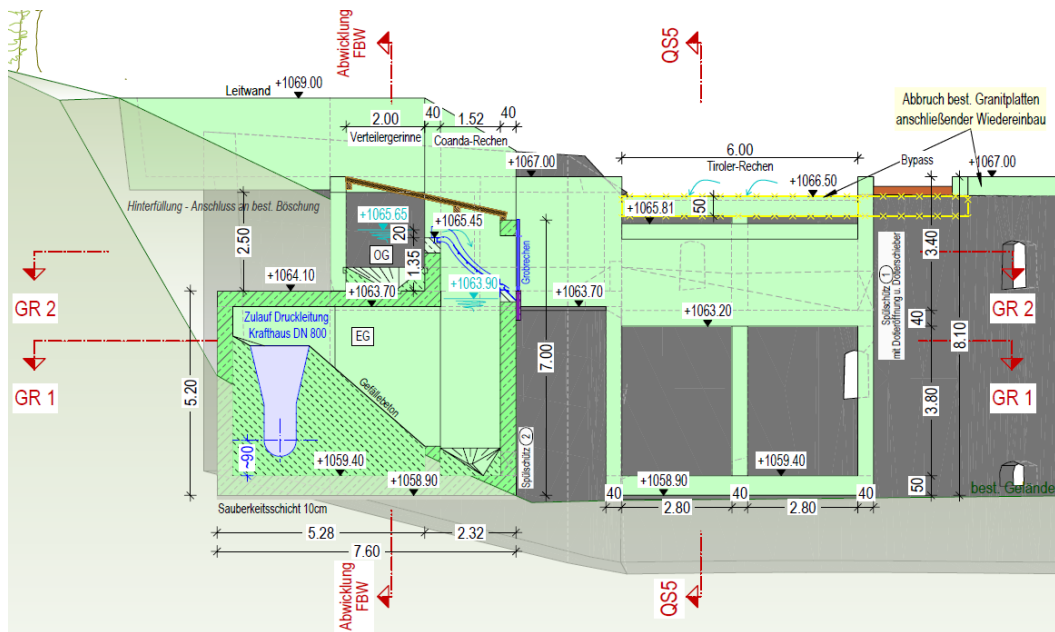 Abwicklung
FBW
QS5
Leitwand
+1069.00
40
40
2.00
1.52
Verteilergerinne
Coanda-Rechen
Abbruch best. Granitplatten
anschließender Wiedereinbau
6.00
Tiroler-Rechen
Bypass
+1067.00
+1067.00
+1066.50
Hinterfüllung - Anschluss an best. Böschung
+1065.65
+1065.45
+1065.81
50
20
OG
2.50
1.35
Grobrechen
3.40
+1064.10
+1063.90
+1063.70
+1063.70
+1063.20
GR 2
GR 2
Zulauf Druckleitung
Krafthaus DN 800
EG
Spülschütz 1
mit Dotieröffnung u. Dotierschieber
40
8.10
GR 1
GR 1
5.20
7.00
Gefällebeton
3.80
~90
+1059.40
+1059.40
Spülschütz 2
+1058.90
+1058.90
50
best. Gelände
40
40
40
2.80
2.80
Sauberkeitsschicht 10cm
5.28
2.32
7.60
Abwicklung
FBW
QS5